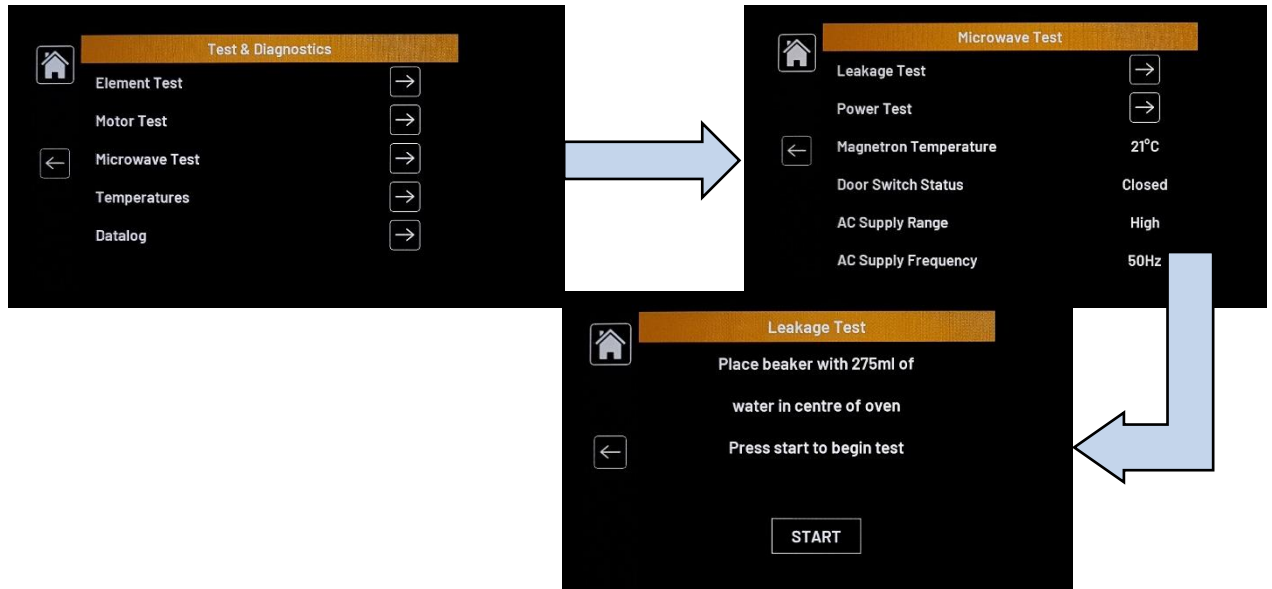 Test & Diagnostics
Element Test
Motor Test
Microwave Test
Temperatures
Datalog
Microwave Test
Leakage Test
Power Test
Magnetron Temperature 21°C
Door Switch Status Closed
AC Supply Range High
AC Supply Frequency 50Hz
Leakage Test
Place beaker with 275ml of
water in centre of oven
Press start to begin test
START